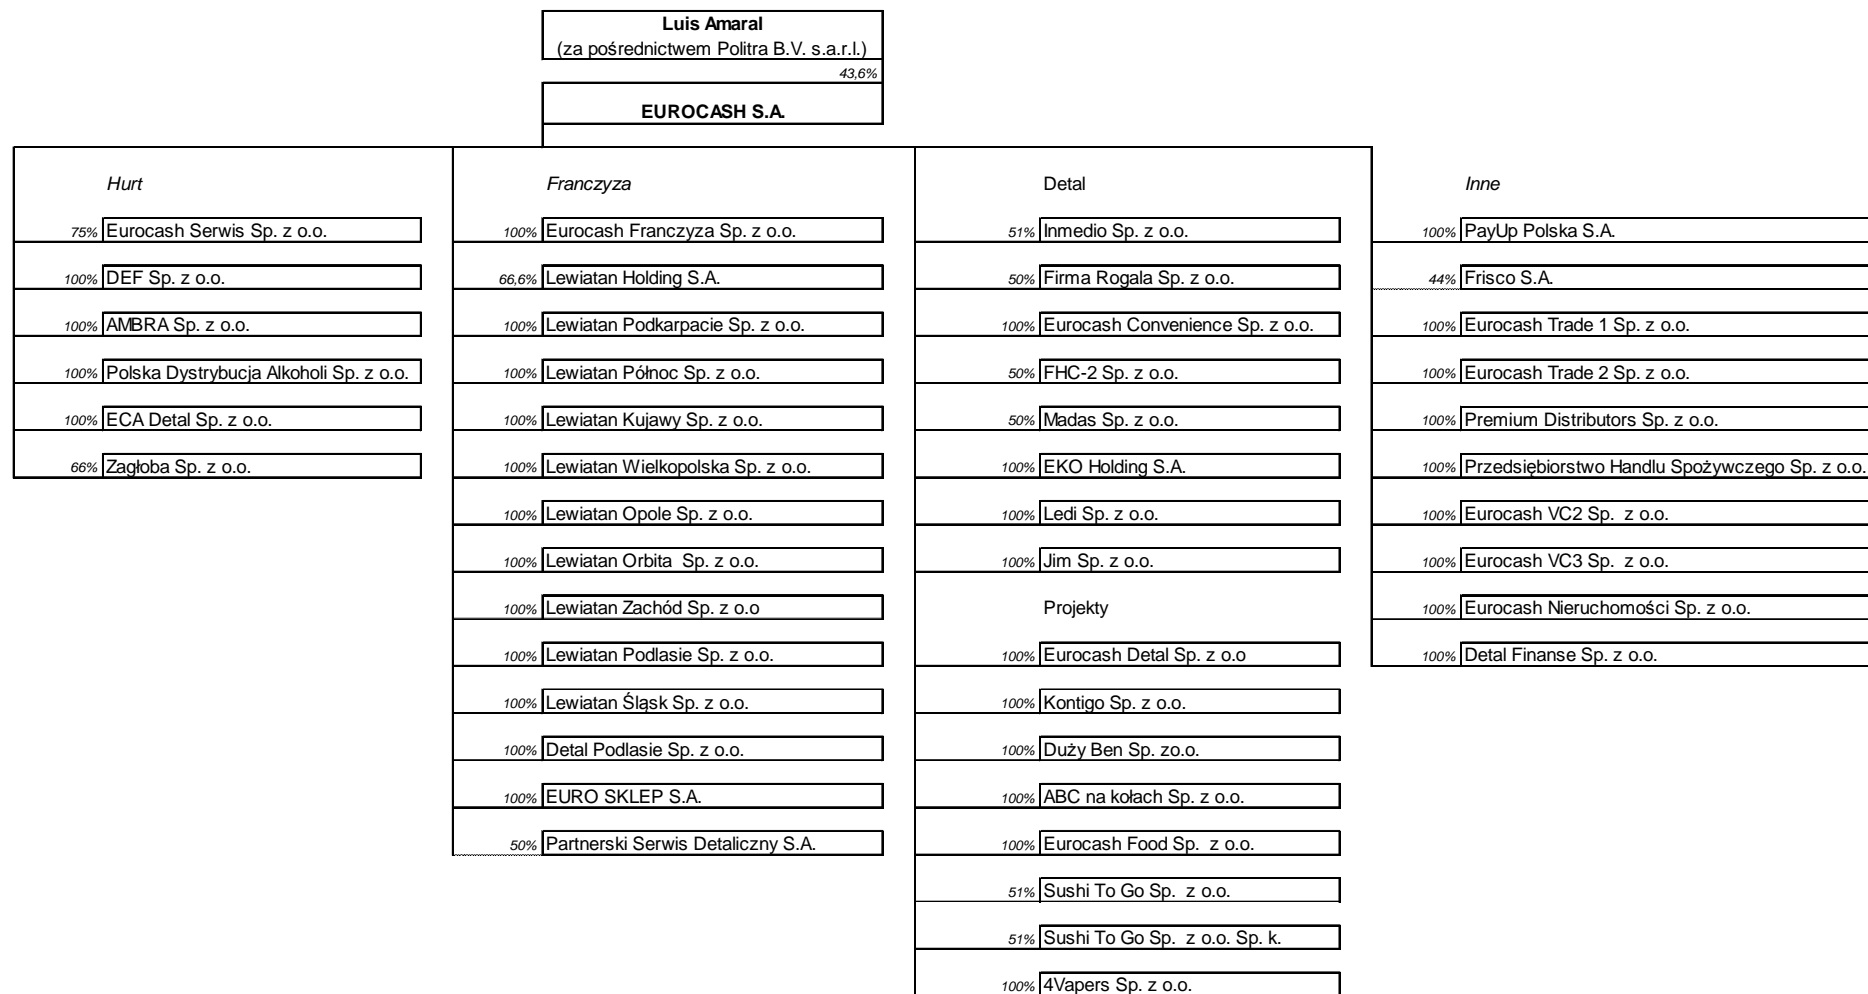 Luis Amaral
(za pośrednictwem Politra B.V. s.a.r.l.)
43,6%
EUROCASH S.A.
Hurt
75% Eurocash Serwis Sp. z o.o.
100% DEF Sp. z o.o.
100% AMBRA Sp. z o.o.
100% Polska Dystrybucja Alkoholi Sp. z o.o.
100% ECA Detal Sp. z o.o.
66% Zagłoba Sp. z o.o.
Franczyza
100% Eurocash Franczyza Sp. z o.o.
66,6% Lewiatan Holding S.A.
100% Lewiatan Podkarpacie Sp. z o.o.
100% Lewiatan Północ Sp. z o.o.
100% Lewiatan Kujawy Sp. z o.o.
100% Lewiatan Wielkopolska Sp. z o.o.
100% Lewiatan Opole Sp. z o.o.
100% Lewiatan Orbita  Sp. z o.o.
100% Lewiatan Zachód Sp. z o.o
100% Lewiatan Podlasie Sp. z o.o.
100% Lewiatan Śląsk Sp. z o.o.
100% Detal Podlasie Sp. z o.o.
100% EURO SKLEP S.A.
50% Partnerski Serwis Detaliczny S.A.
Detal
51% Inmedio Sp. z o.o.
50% Firma Rogala Sp. z o.o.
100% Eurocash Convenience Sp. z o.o.
50% FHC-2 Sp. z o.o.
50% Madas Sp. z o.o.
100% EKO Holding S.A.
100% Ledi Sp. z o.o.
100% Jim Sp. z o.o.
Projekty
100% Eurocash Detal Sp. z o.o
100% Kontigo Sp. z o.o.
100% Duży Ben Sp. zo.o.
100% ABC na kołach Sp. z o.o.
100% Eurocash Food Sp.  z o.o.
51% Sushi To Go Sp.  z o.o.
51% Sushi To Go Sp.  z o.o. Sp. k.
100% 4Vapers Sp. z o.o.
Inne
100% PayUp Polska S.A.
44% Frisco S.A.
100% Eurocash Trade 1 Sp. z o.o.
100% Eurocash Trade 2 Sp. z o.o.
100% Premium Distributors Sp. z o.o.
100% Przedsiębiorstwo Handlu Spożywczego Sp. z o.o.
100% Eurocash VC2 Sp.  z o.o.
100% Eurocash VC3 Sp.  z o.o.
100% Eurocash Nieruchomości Sp. z o.o.
100% Detal Finanse Sp. z o.o.